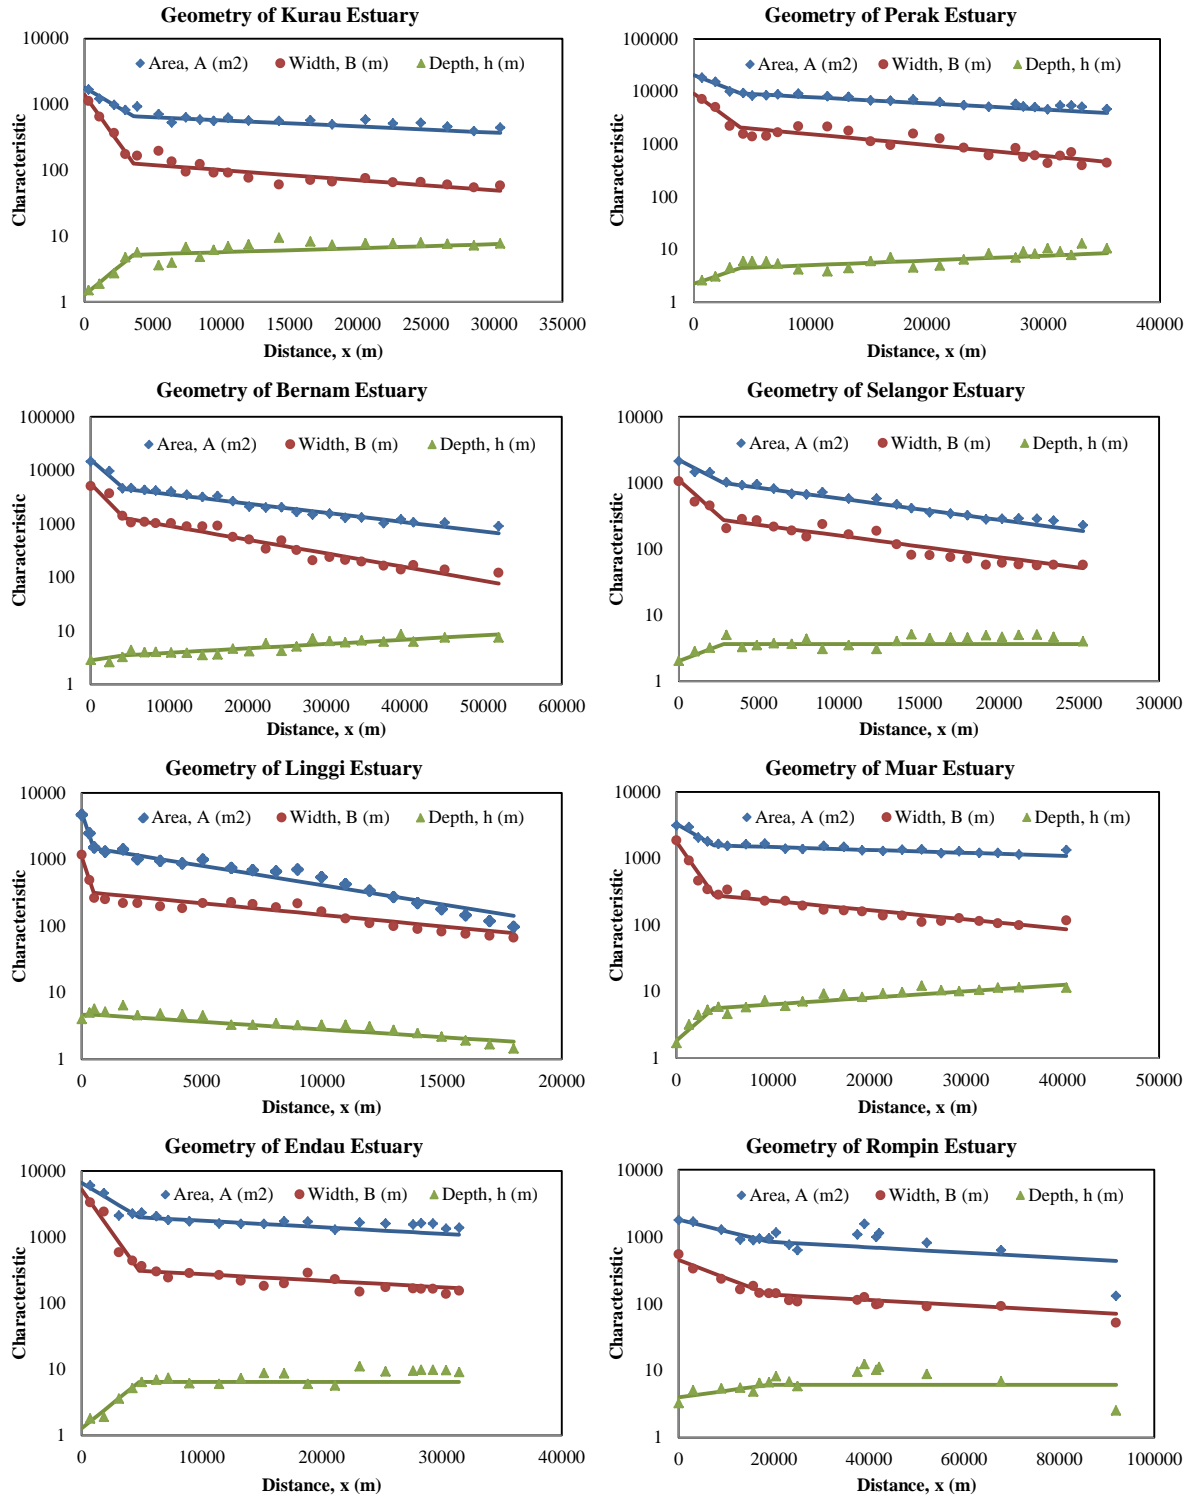 Geometry of Kurau Estuary
Area, A (m2) Width, B (m) Depth, h (m)
10000
1000
100
10
1
Characteristic
0 5000 10000 15000 20000 25000 30000 35000
Distance, x (m)
Geometry of Perak Estuary
Area, A (m2) Width, B (m) Depth, h (m)
100000
10000
1000
100
10
1
Characteristic
0 10000 20000 30000 40000
Distance, x (m)
Geometry of Bernam Estuary
Area, A (m2) Width, B (m) Depth, h (m)
100000
10000
1000
100
10
1
Characteristic
0 10000 20000 30000 40000 50000 60000
Distance, x (m)
Geometry of Selangor Estuary
Area, A (m2) Width, B (m) Depth, h (m)
10000
1000
100
10
1
Characteristic
0 5000 10000 15000 20000 25000 30000
Distance, x (m)
Geometry of Linggi Estuary
Area, A (m2) Width, B (m) Depth, h (m)
10000
1000
100
10
1
Characteristic
0 5000 10000 15000 20000
Distance, x (m)
Geometry of Muar Estuary
Area, A (m2) Width, B (m) Depth, h (m)
10000
1000
100
10
1
Characteristic
0 10000 20000 30000 40000 50000
Distance, x (m)
Geometry of Endau Estuary
Area, A (m2) Width, B (m) Depth, h (m)
10000
1000
100
10
1
Characteristic
0 10000 20000 30000 40000
Distance, x (m)
Geometry of Rompin Estuary
Area, A (m2) Width, B (m) Depth, h (m)
10000
1000
100
10
1
Characteristic
0 20000 40000 60000 80000 100000
Distance, x (m)